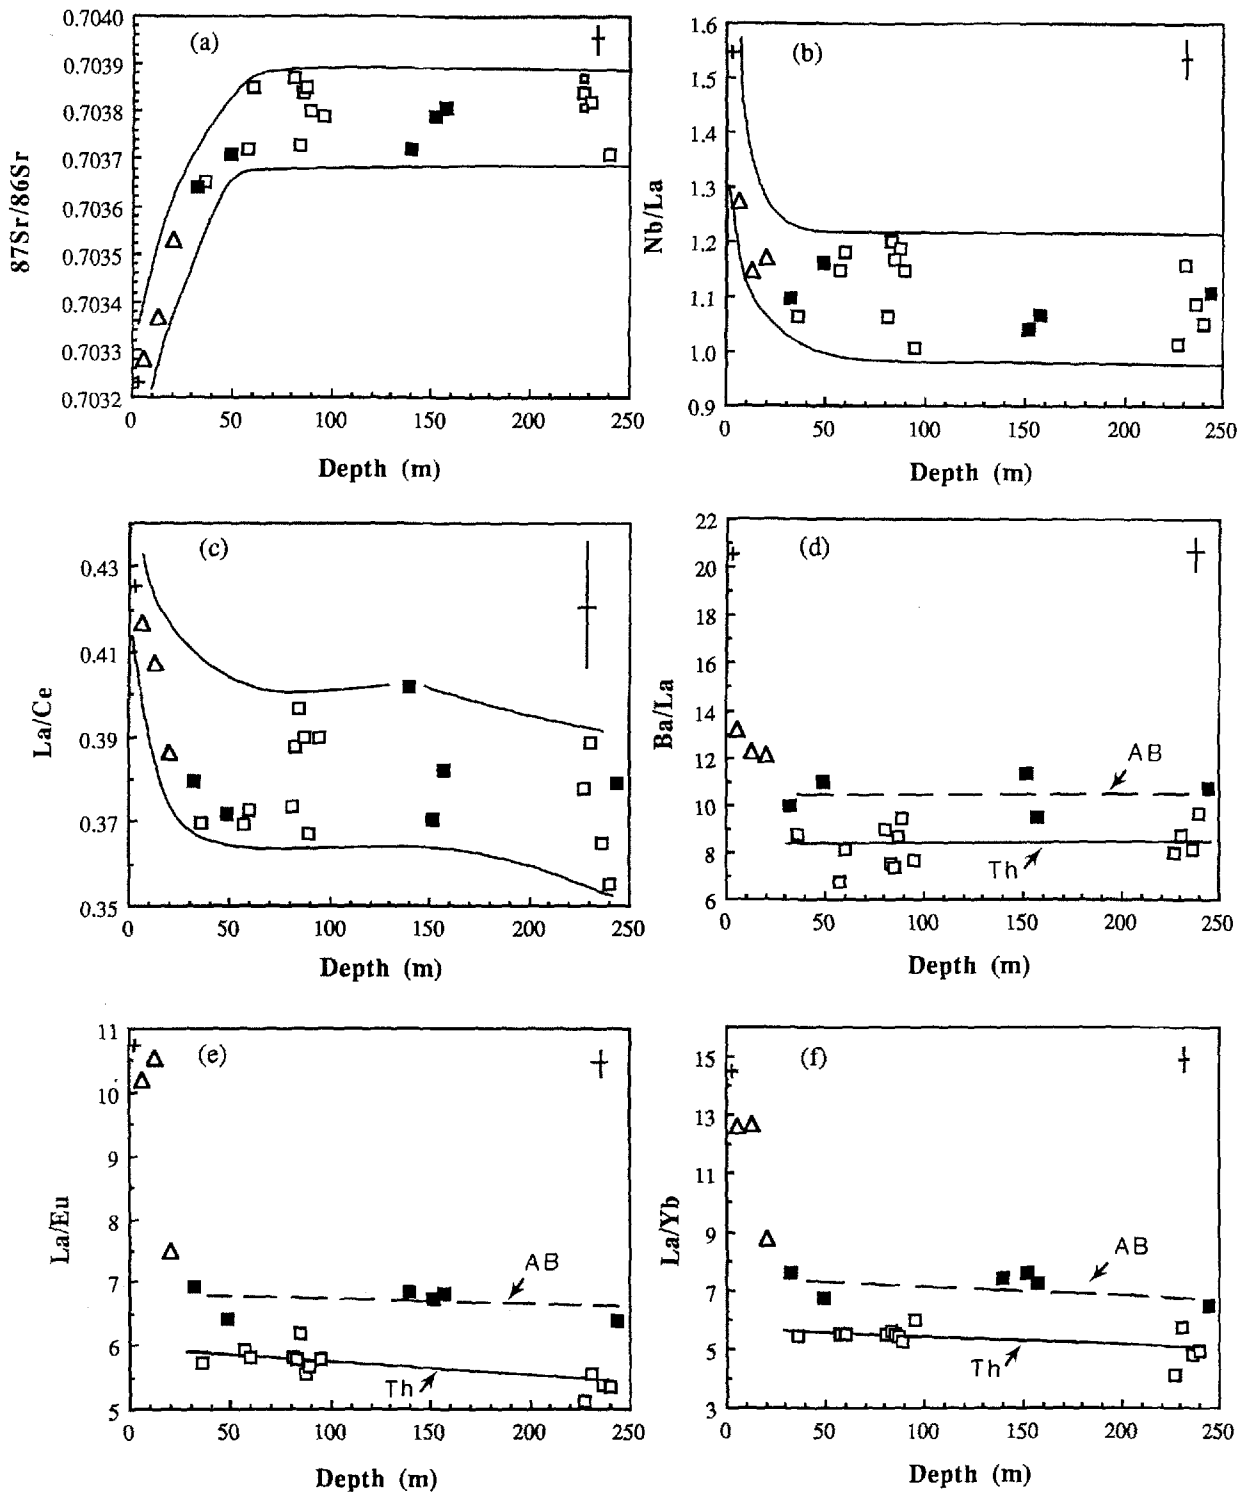 (a)
87Sr/86Sr
0.7040
0.7039
0.7038
0.7037
0.7036
0.7035
0.7034
0.7033
0.7032
0 50 100 150 200 250
Depth (m)
(b)
Nb/La
1.6
1.5
1.4
1.3
1.2
1.1
1.0
0.9
0 50 100 150 200 250
Depth (m)
(c)
La/Ce
0.43
0.41
0.39
0.37
0.35
0 50 100 150 200 250
Depth (m)
(d)
Ba/La
22
20
18
16
14
12
10
8
6
AB
Th
0 50 100 150 200 250
Depth (m)
(e)
La/Eu
11
10
9
8
7
6
5
AB
Th
0 50 100 150 200 250
Depth (m)
(f)
La/Yb
15
13
11
9
7
5
3
AB
Th
0 50 100 150 200 250
Depth (m)